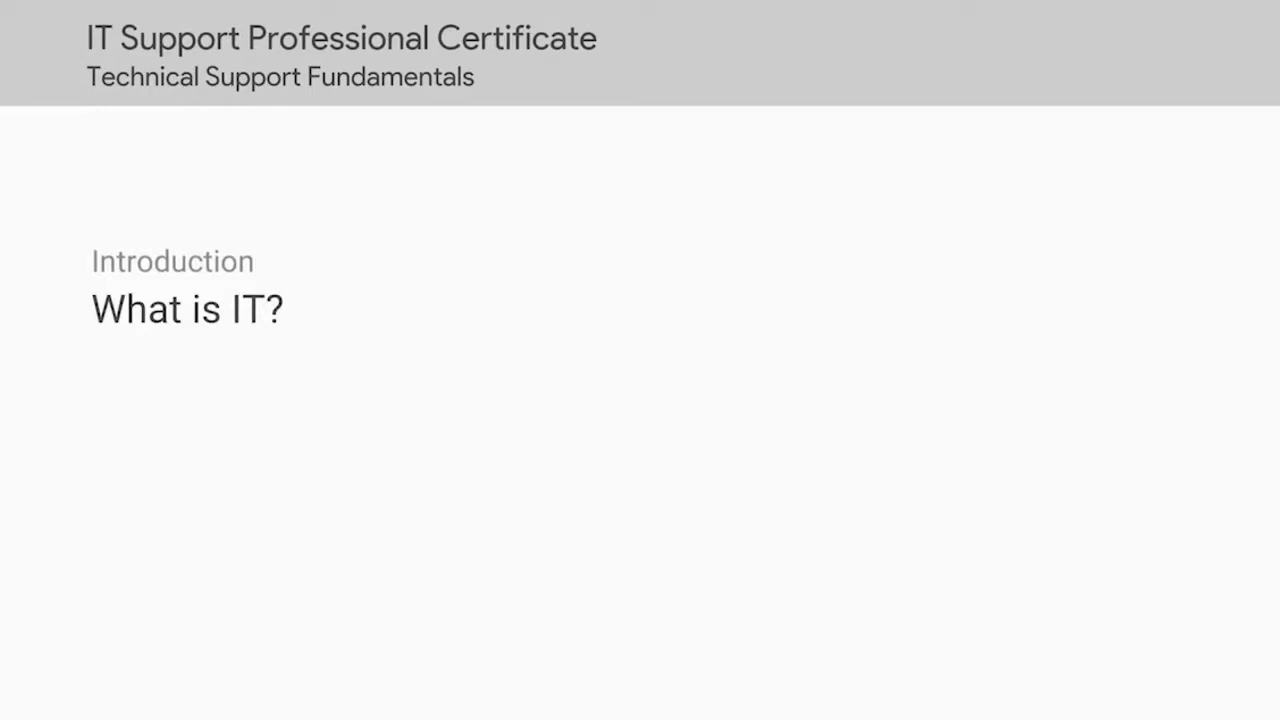 IT Support Professional Certificate
Technical Support Fundamentals
Introduction
What is IT?